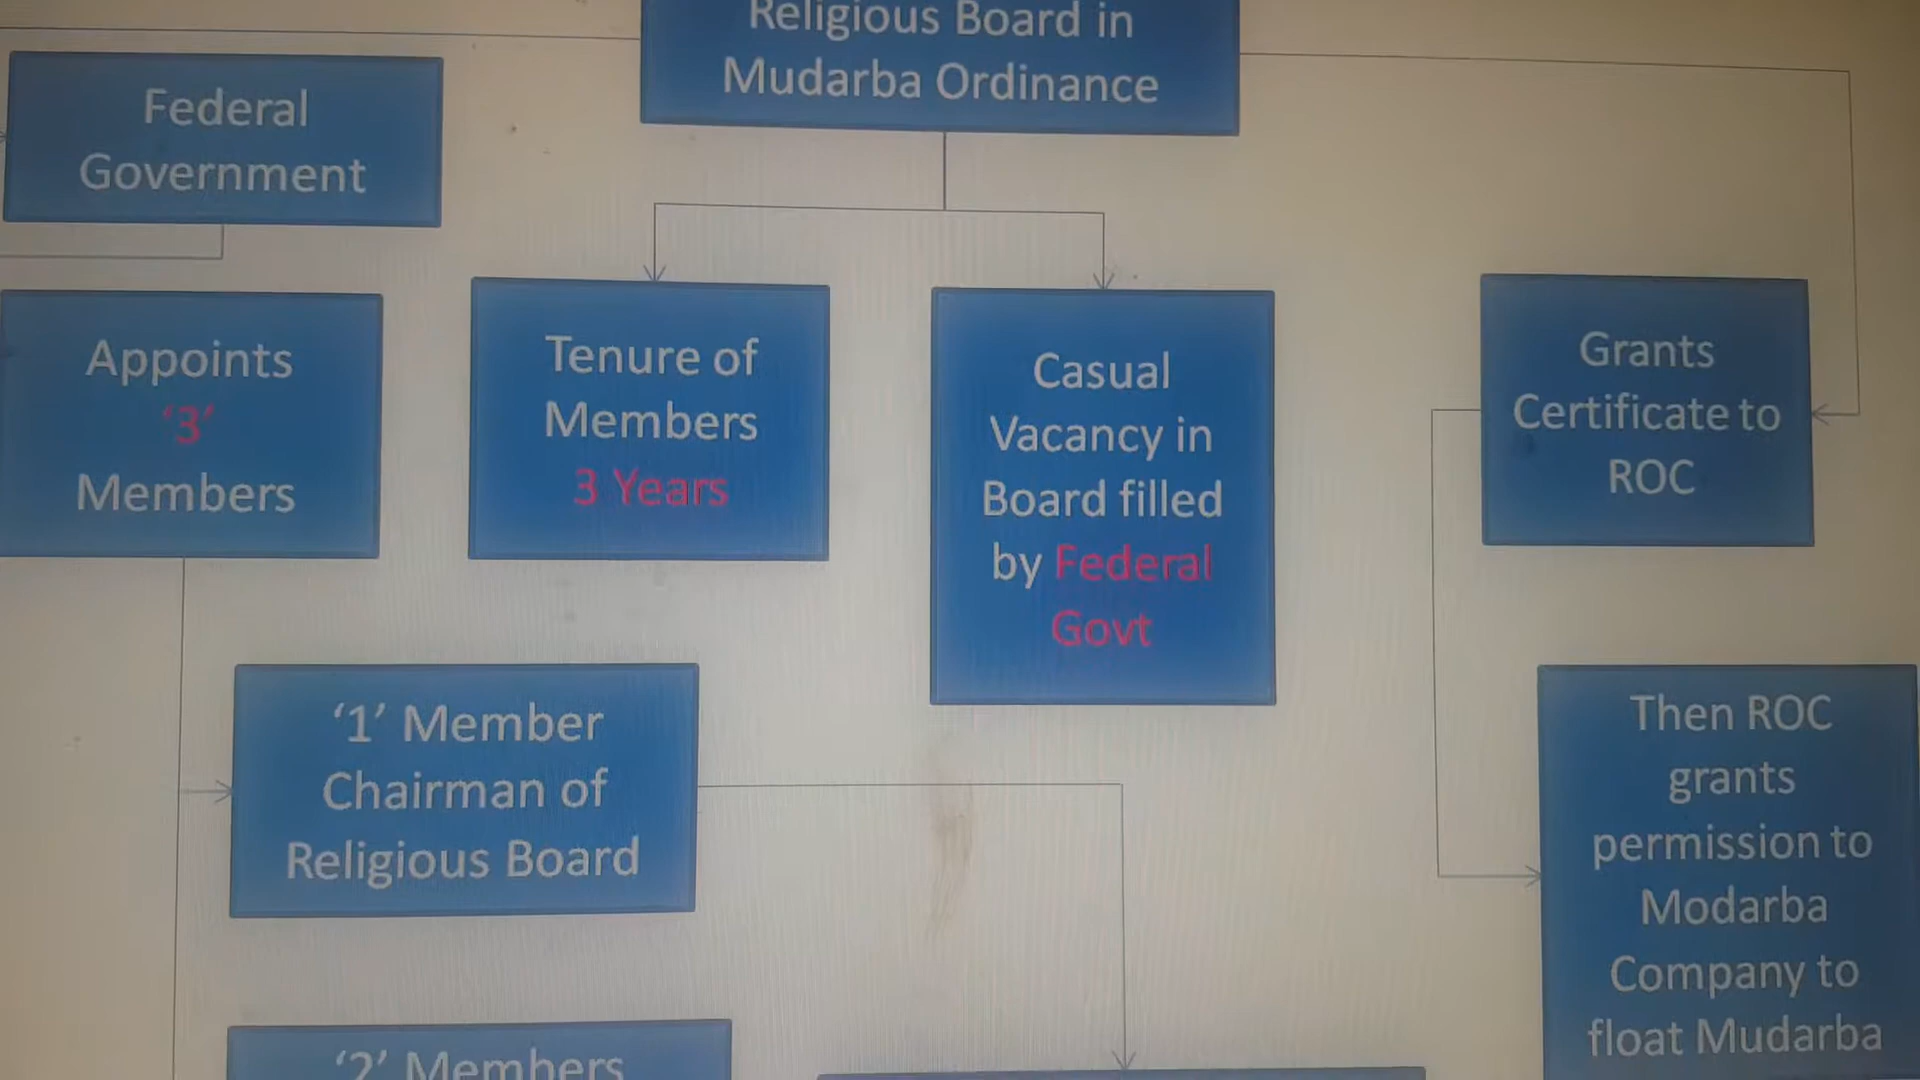 Religious Board in
Mudarba Ordinance
Federal
Government
Appoints
‘3’
Members
Tenure of
Members
3 Years
Casual
Vacancy in
Board filled
by Federal
Govt
Grants
Certificate to
ROC
‘1’ Member
Chairman of
Religious Board
Then ROC
grants
permission to
Modarba
Company to
float Mudarba
‘2’ Members